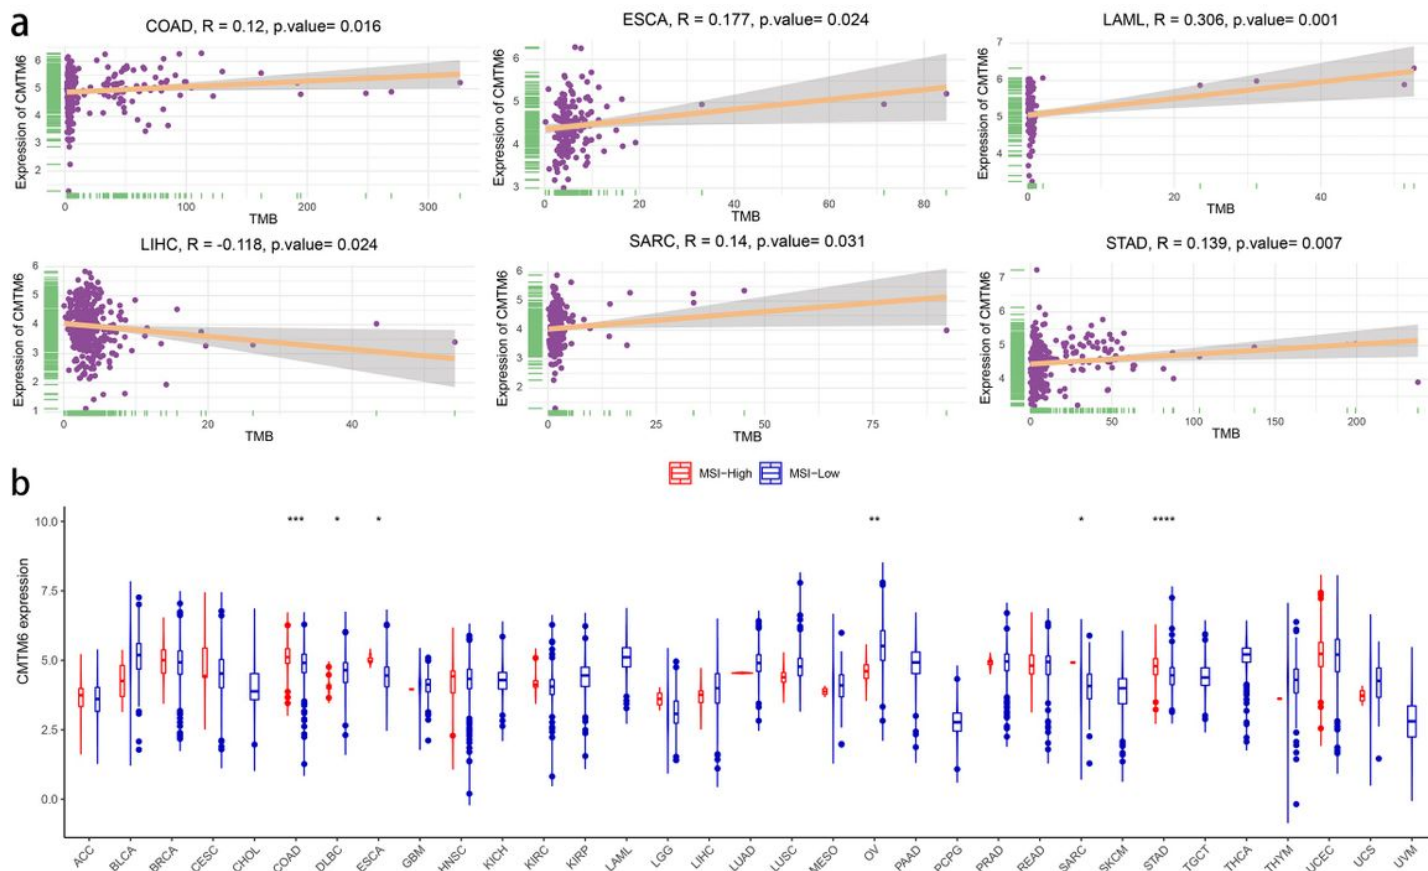 a
COAD, R = 0.12, p.value= 0.016
Expression of CMTM6
6
5
4
3
2
0
100
200
300
TMB
ESCA, R = 0.177, p.value= 0.024
Expression of CMTM6
6
5
4
3
0
20
40
60
80
TMB
LAML, R = 0.306, p.value= 0.001
Expression of CMTM6
7
6
5
4
0
20
40
TMB
LIHC, R = -0.118, p.value= 0.024
Expression of CMTM6
6
5
4
3
2
1
0
20
40
TMB
SARC, R = 0.14, p.value= 0.031
Expression of CMTM6
6
5
4
3
2
0
25
50
75
TMB
STAD, R = 0.139, p.value= 0.007
Expression of CMTM6
7
6
5
4
0
50
100
150
200
TMB
b
MSI-High
MSI-Low
*** * * ** * ****
CMTM6 expression
10.0
7.5
5.0
2.5
0.0
ACC
BLCA
BRCA
CESC
CHOL
COAD
DLBC
ESCA
GBM
HNSC
KICH
KIRC
KIRP
LAML
LGG
LIHC
LUAD
LUSC
MESO
OV
PAAD
PCPG
PRAD
READ
SARC
SKCM
STAD
TGCT
THCA
THYM
UCEC
UCS
UVM